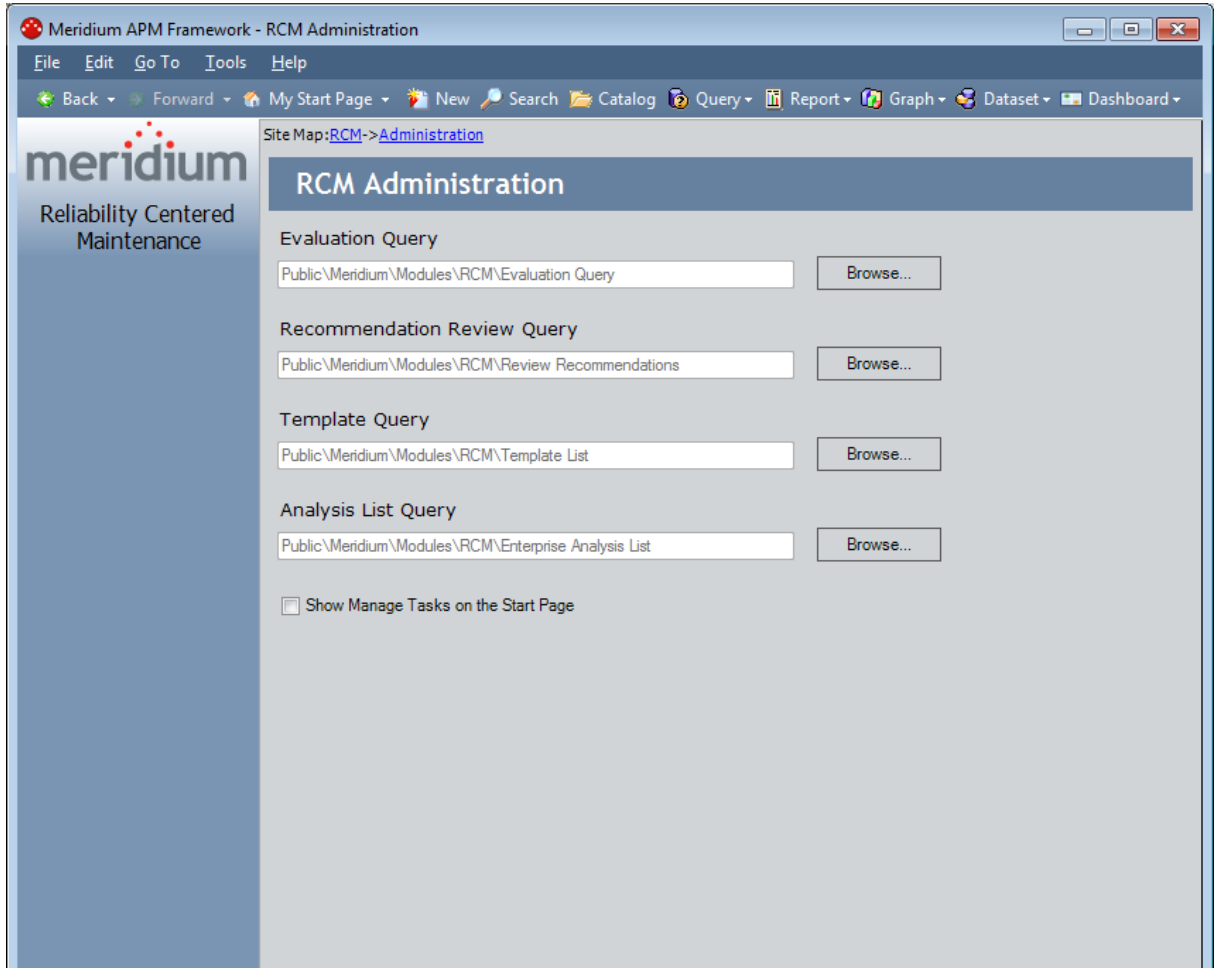 Meridium APM Framework - RCM Administration
File Edit Go To Tools Help
Back Forward My Start Page New Search Catalog Query Report Graph Dataset Dashboard
meridium
Reliability Centered
Maintenance
Site Map:RCM->Administration
RCM Administration
Evaluation Query
Public\Meridium\Modules\RCM\Evaluation Query Browse...
Recommendation Review Query
Public\Meridium\Modules\RCM\Review Recommendations Browse...
Template Query
Public\Meridium\Modules\RCM\Template List Browse...
Analysis List Query
Public\Meridium\Modules\RCM\Enterprise Analysis List Browse...
Show Manage Tasks on the Start Page